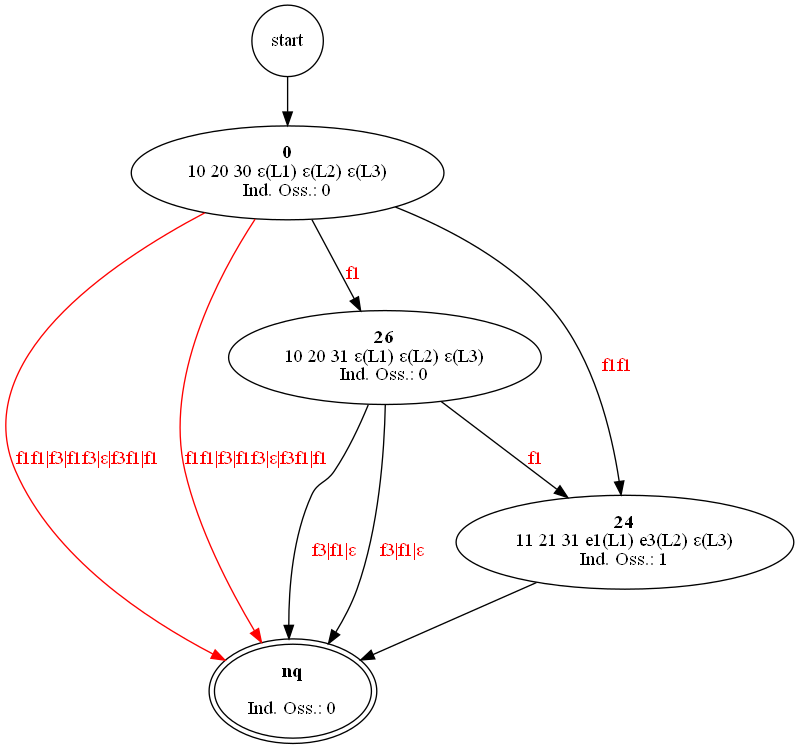 start
0
10 20 30 ε(L1) ε(L2) ε(L3)
Ind. Oss.: 0
f1
26
10 20 31 ε(L1) ε(L2) ε(L3)
Ind. Oss.: 0
f1f1
f1f1|f3|f1f3|ε|f3f1|f1
f1f1|f3|f1f3|ε|f3f1|f1
f1
24
11 21 31 e1(L1) e3(L2) ε(L3)
Ind. Oss.: 1
f3|f1|ε
f3|f1|ε
nq
Ind. Oss.: 0